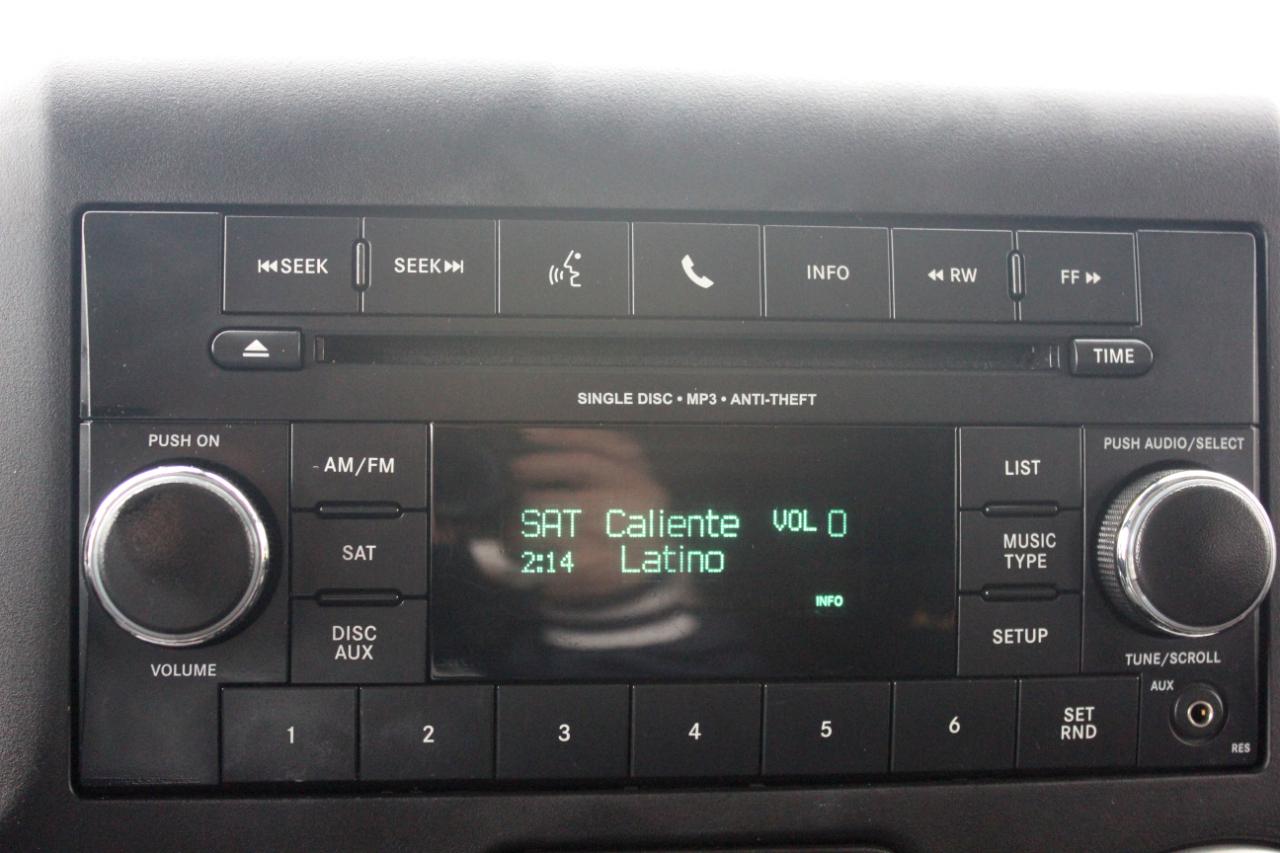 SEEK
SEEK
INFO
RW
FF
TIME
SINGLE DISC • MP3 • ANTI-THEFT
PUSH ON
VOLUME
AM/FM
SAT
DISC
AUX
SAT Caliente VOL 0
2:14 Latino
INFO
LIST
MUSIC
TYPE
SETUP
PUSH AUDIO/SELECT
TUNE/SCROLL
1
2
3
4
5
6
SET
RND
AUX
RES